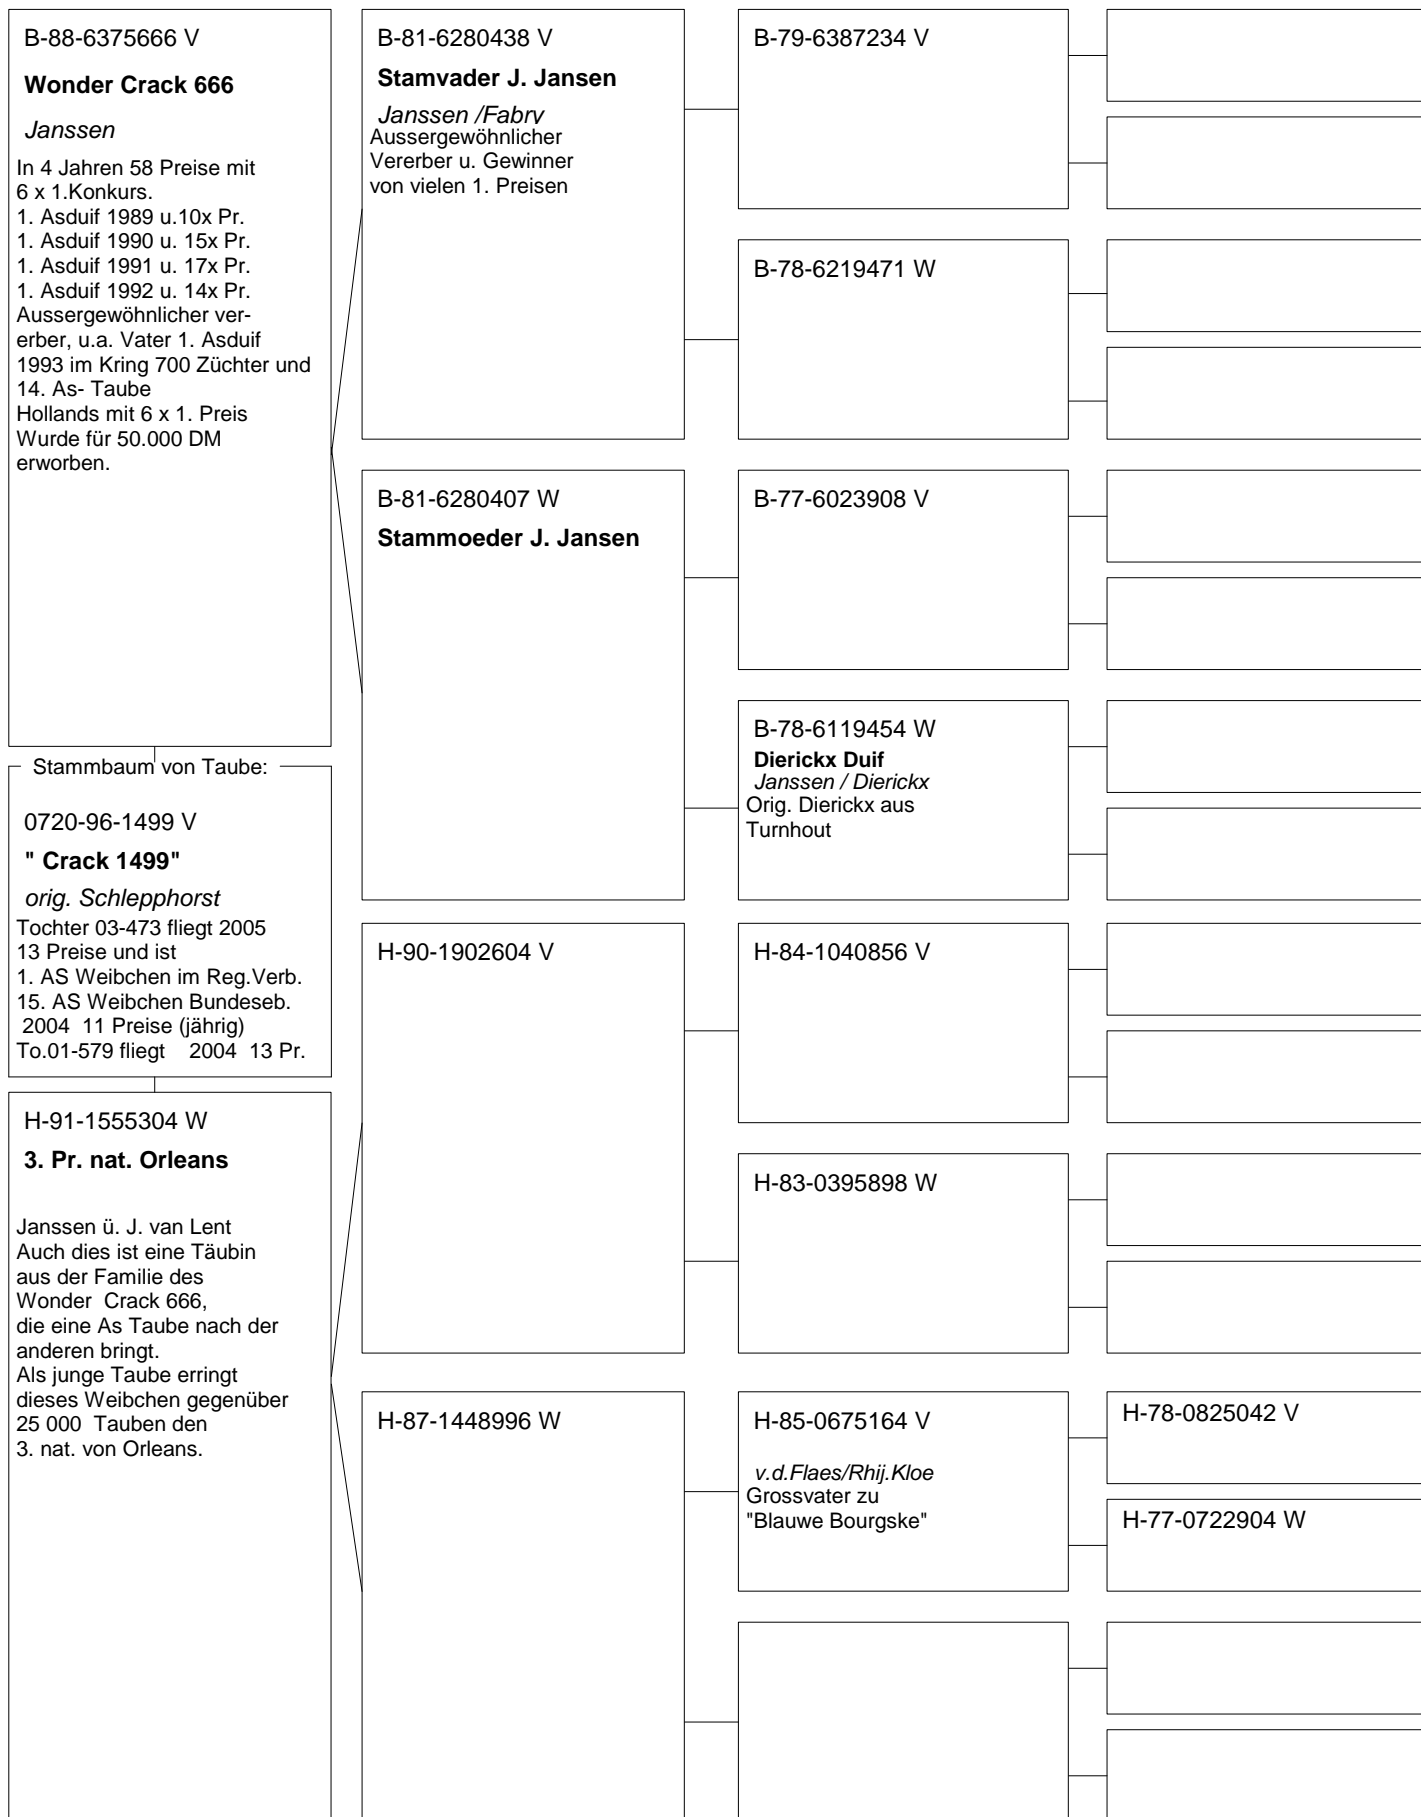 B-88-6375666 V
Wonder Crack 666
Janssen
In 4 Jahren 58 Preise mit
6 x 1.Konkurs.
1. Asduif 1989 u.10x Pr.
1. Asduif 1990 u. 15x Pr.
1. Asduif 1991 u. 17x Pr.
1. Asduif 1992 u. 14x Pr.
Aussergewöhnlicher ver-
erber, u.a. Vater 1. Asduif
1993 im Kring 700 Züchter und
14. As- Taube
Hollands mit 6 x 1. Preis
Wurde für 50.000 DM
erworben.
Stammbaum von Taube:
0720-96-1499 V
" Crack 1499"
orig. Schlepphorst
Tochter 03-473 fliegt 2005
13 Preise und ist
1. AS Weibchen im Reg.Verb.
15. AS Weibchen Bundeseb.
2004 11 Preise (jährig)
To.01-579 fliegt 2004 13 Pr.
H-91-1555304 W
3. Pr. nat. Orleans
Janssen ü. J. van Lent
Auch dies ist eine Täubin
aus der Familie des
Wonder Crack 666,
die eine As Taube nach der
anderen bringt.
Als junge Taube erringt
dieses Weibchen gegenüber
25 000 Tauben den
3. nat. von Orleans.
B-81-6280438 V
Stamvader J. Jansen
Janssen /Fabry
Aussergewöhnlicher
Vererber u. Gewinner
von vielen 1. Preisen
B-81-6280407 W
Stammoeder J. Jansen
H-90-1902604 V
H-87-1448996 W
B-79-6387234 V
B-78-6219471 W
B-77-6023908 V
B-78-6119454 W
Dierickx Duif
Janssen / Dierickx
Orig. Dierickx aus
Turnhout
H-84-1040856 V
H-83-0395898 W
H-85-0675164 V
v.d.Flaes/Rhij.Kloe
Grossvater zu
"Blauwe Bourgske"
H-78-0825042 V
H-77-0722904 W